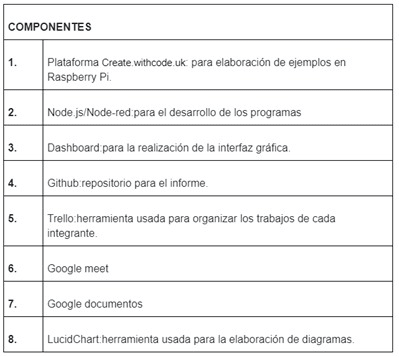 COMPONENTES
1. Plataforma Create.withcode.uk: para elaboración de ejemplos en
Raspberry Pi.
2. Node.js/Node-red:para el desarrollo de los programas
3. Dashboard:para la realización de la interfaz gráfica.
4. Github:repositorio para el informe.
5. Trello:herramienta usada para organizar los trabajos de cada
integrante.
6. Google meet
7. Google documentos
8. LucidChart:herramienta usada para la elaboración de diagramas.